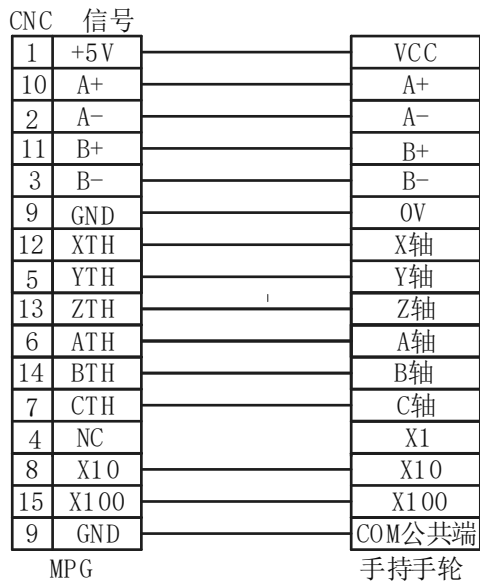 CNC 信号
1 +5V VCC
10 A+ A+
2 A- A-
11 B+ B+
3 B- B-
9 GND 0V
12 XTH X轴
5 YTH Y轴
13 ZTH Z轴
6 ATH A轴
14 BTH B轴
7 CTH C轴
4 NC X1
8 X10 X10
15 X100 X100
9 GND COM公共端
MPG 手持手轮